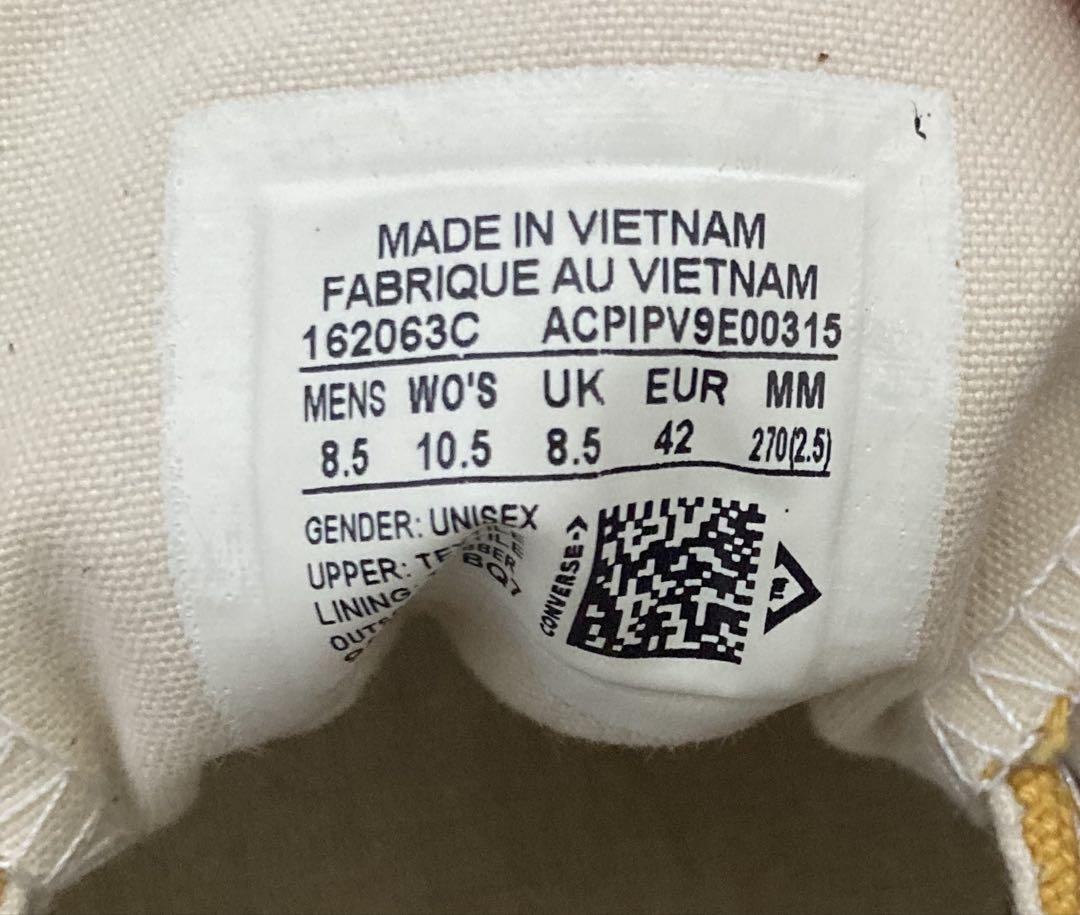 MADE IN VIETNAM
FABRIQUE AU VIETNAM
162063C ACPIPV9E00315
MENS WO'S UK EUR MM
8.5 10.5 8.5 42 270(2.5)
GENDER: UNISEX
UPPER:
LINING:
CONVERSE